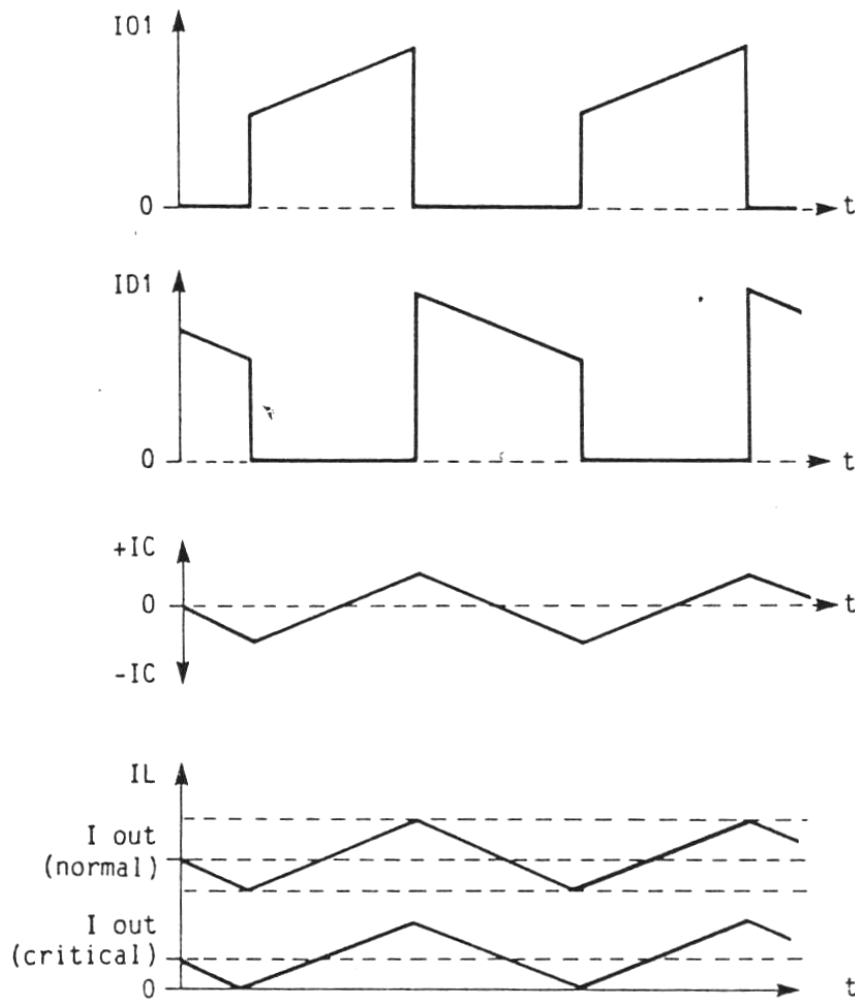 IO1
0
t
ID1
0
t
+IC
0
t
-IC
IL
I out
(normal)
I out
(critical)
0
t